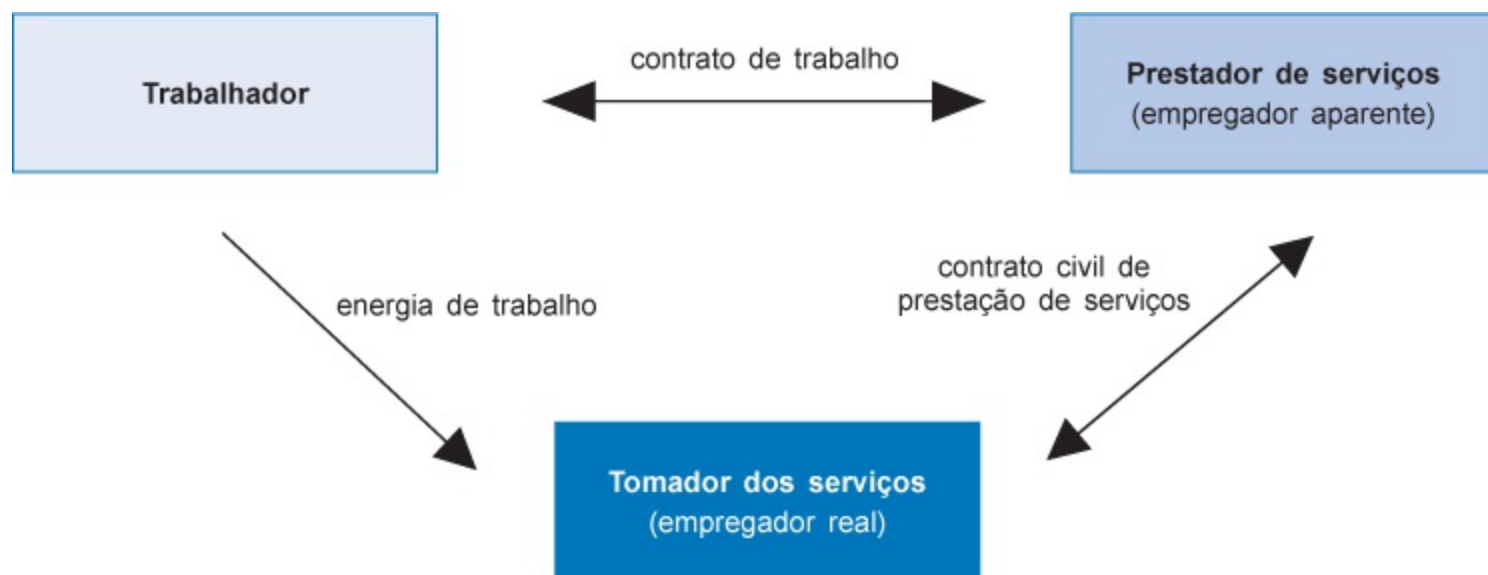 contrato de trabalho
Trabalhador
Prestador de serviços
(empregador aparente)
energia de trabalho
contrato civil de
prestação de serviços
Tomador dos serviços
(empregador real)